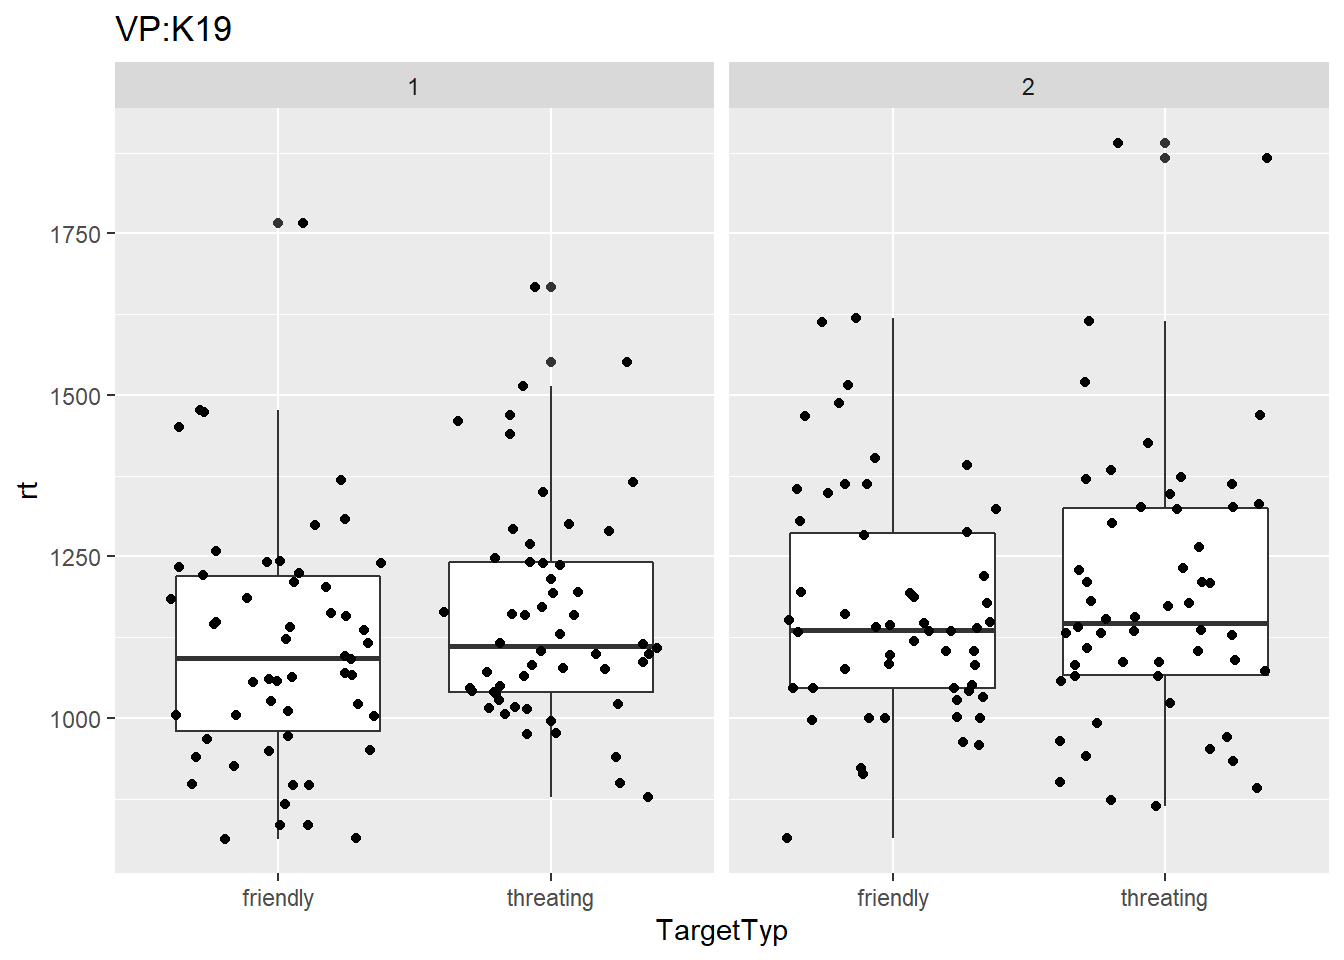 VP:K19
1 2
1750
1500
1250
1000
rt
friendly threating friendly threating
TargetTyp